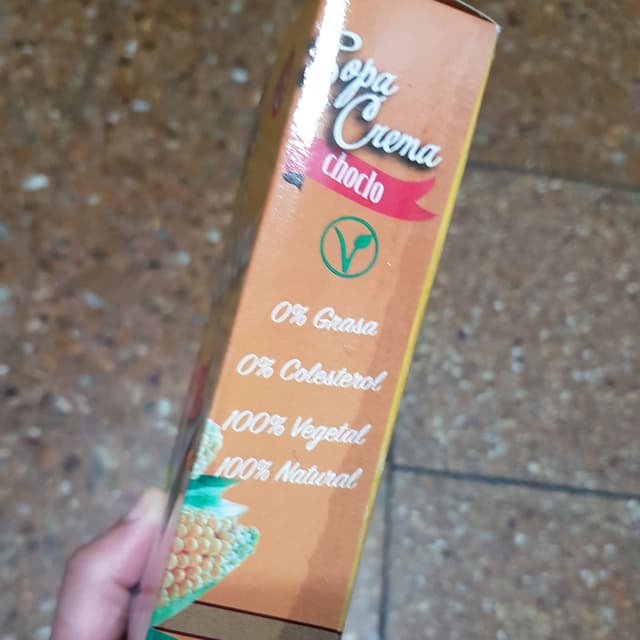 Sopa
Crema
choclo
0% Grasa
0% Colesterol
100% Vegetal
100% Natural